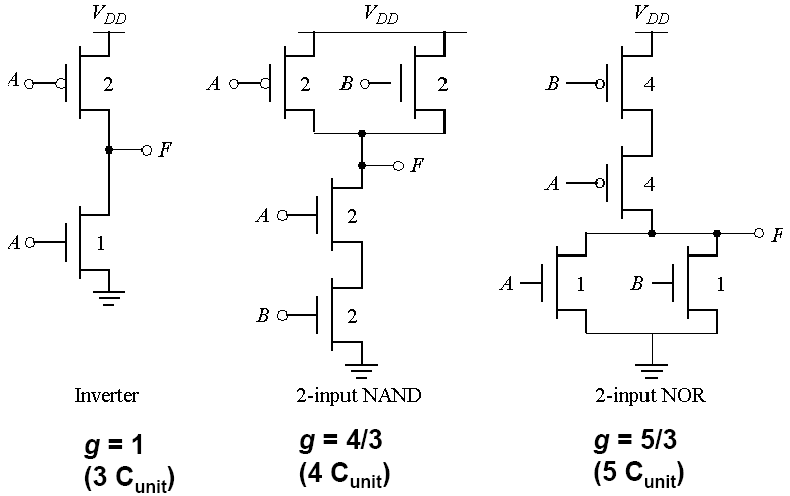 VDD VDD VDD
A 2 A 2 B 2 B 4
F F A 4
A 1 A 2 F
B 2 A 1 B 1
Inverter 2-input NAND 2-input NOR
g = 1 g = 4/3 g = 5/3
(3 Cunit) (4 Cunit) (5 Cunit)